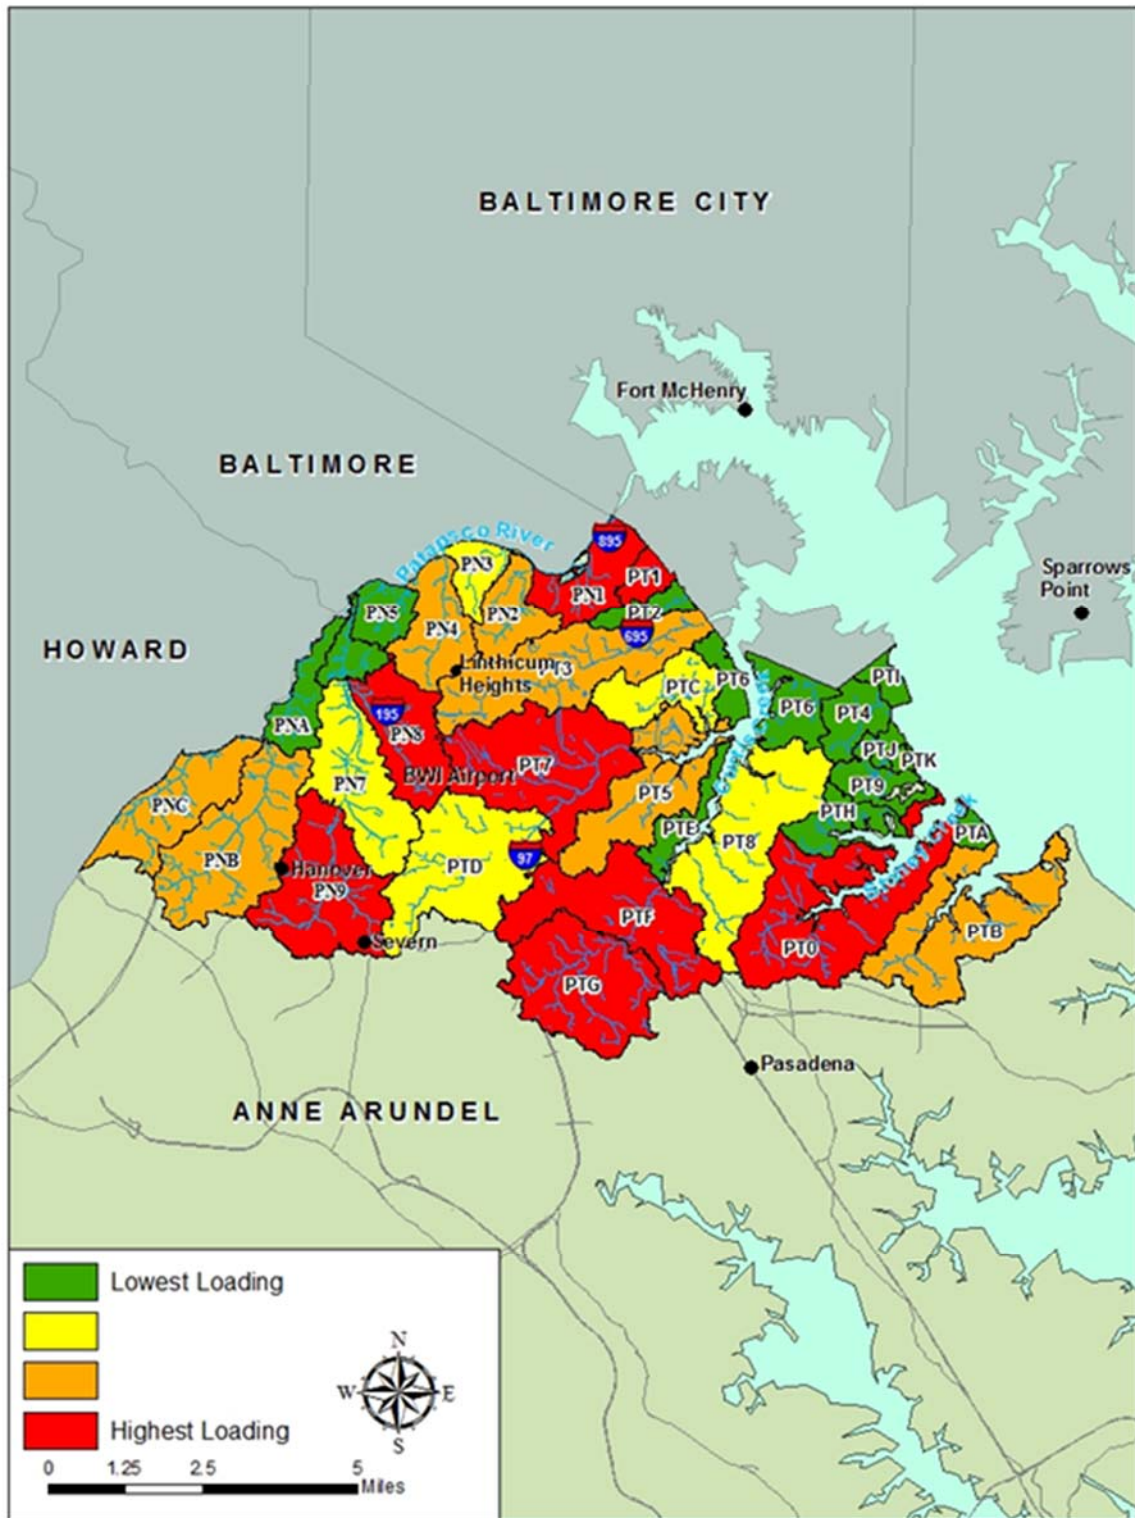 BALTIMORE CITY
Fort McHenry
BALTIMORE
Patapsco River
895
Sparrows
Point
PN3
PT1
PN1
PN5
PN2
PT2
PN4
695
HOWARD
Linthicum
Heights
PTI
PTC
PT6
PT6
PT4
195
PNA
PN8
PTJ
PTK
PT7
BWI Airport
PN7
PT9
PNC
PT5
PTH
PTE
PTA
PT8
97
PNB
PTD
Hanover
PN9
PTF
PTB
Severn
PT0
PTG
Pasadena
ANNE ARUNDEL
Lowest Loading
Highest Loading
N
W E
S
0 1.25 2.5 5
Miles